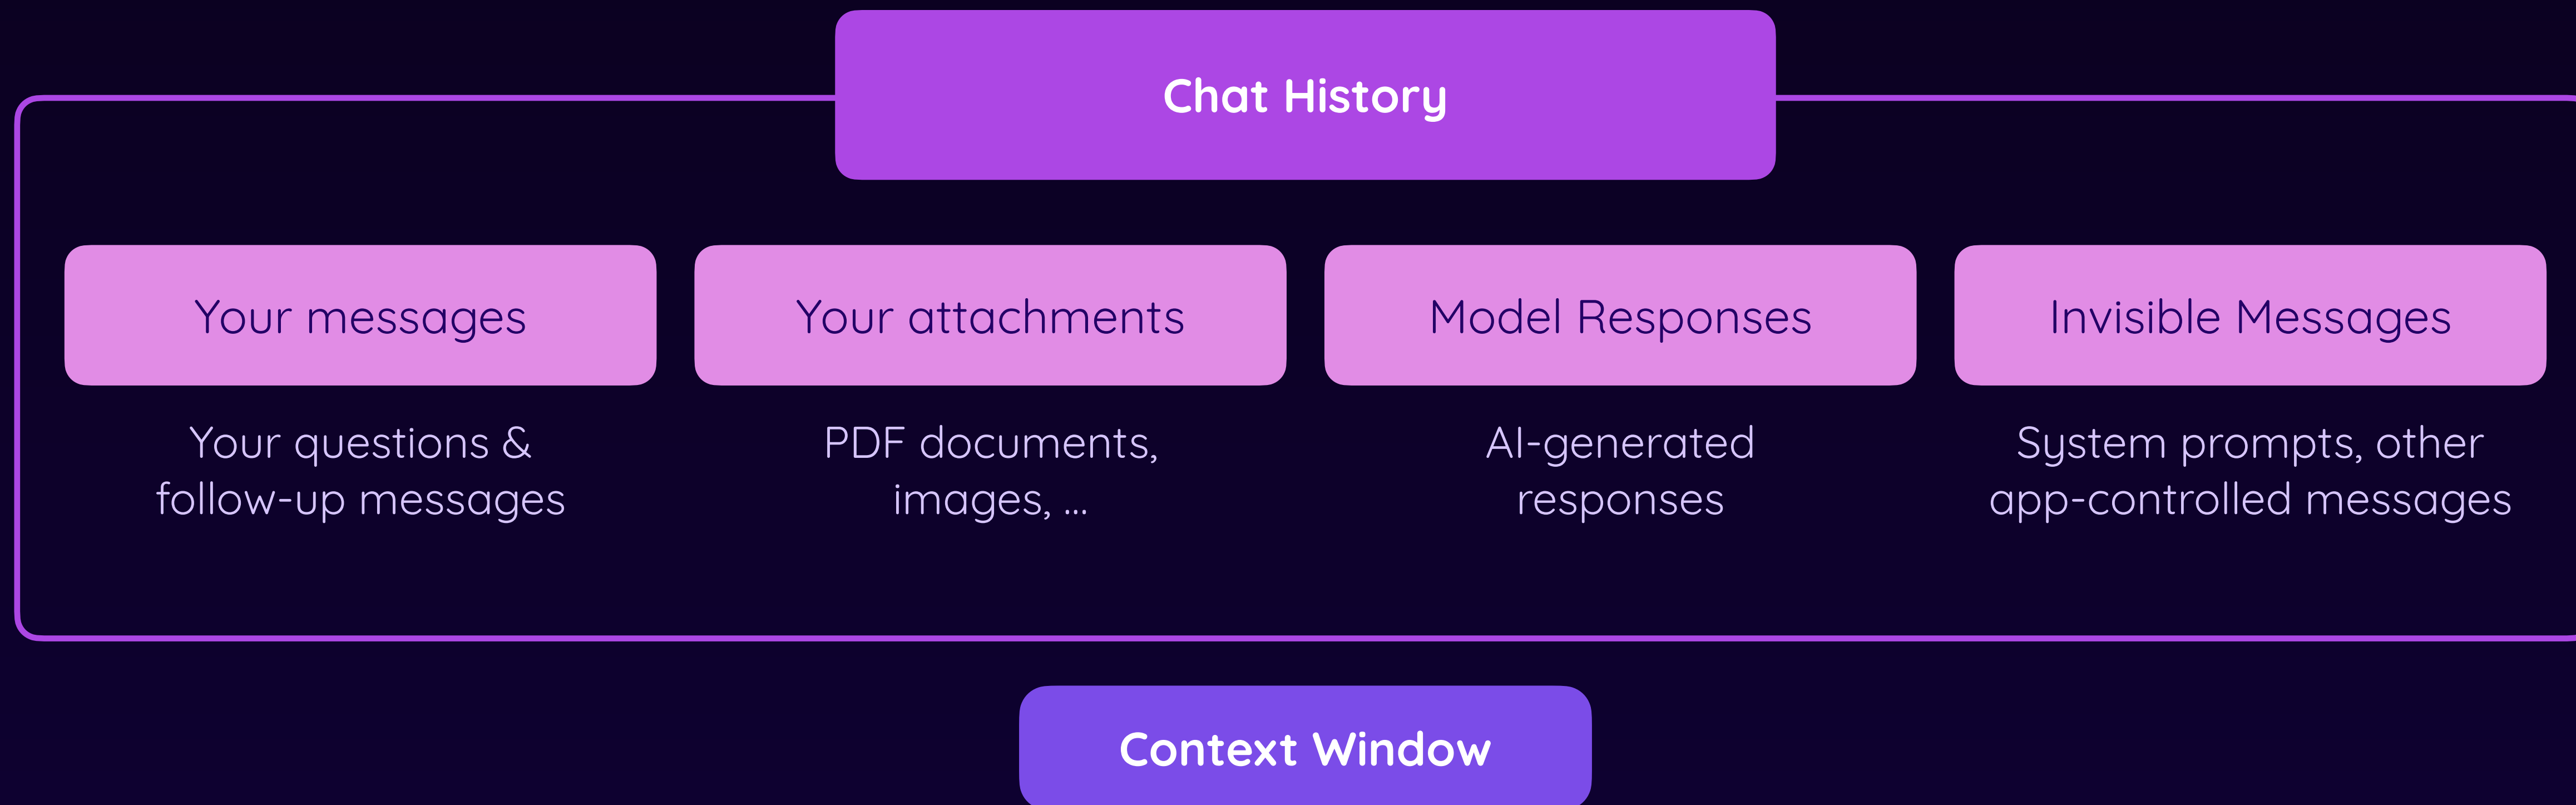 Chat History
Your messages
Your attachments
Model Responses
Invisible Messages
Your questions &
follow-up messages
PDF documents,
images, ...
AI-generated
responses
System prompts, other
app-controlled messages
Context Window